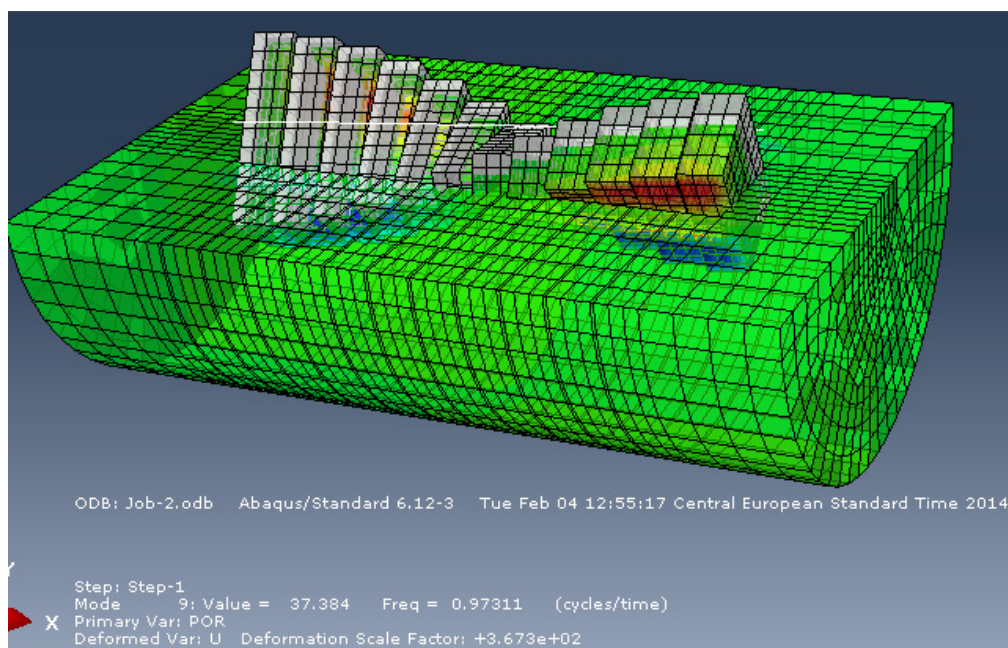 ODB: Job-2.odb    Abaqus/Standard 6.12-3    Tue Feb 04 12:55:17 Central European Standard Time 2014
Y
Step: Step-1
Mode        9: Value =   37.384    Freq =  0.97311    (cycles/time)
X Primary Var: POR
Deformed Var: U   Deformation Scale Factor: +3.673e+02